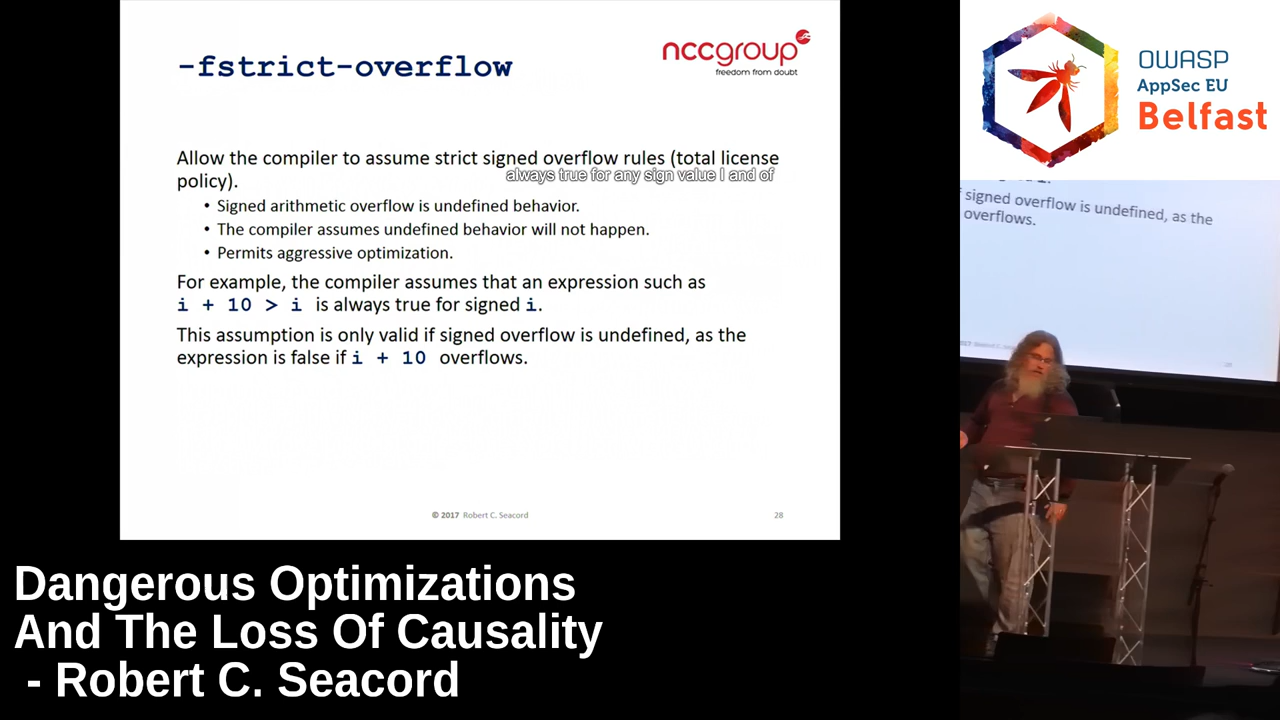 -fstrict-overflow
nccgroup
freedom from doubt
Allow the compiler to assume strict signed overflow rules (total license
policy).
always true for any sign value I and of
• Signed arithmetic overflow is undefined behavior.
• The compiler assumes undefined behavior will not happen.
• Permits aggressive optimization.
For example, the compiler assumes that an expression such as
i + 10 > i is always true for signed i.
This assumption is only valid if signed overflow is undefined, as the
expression is false if i + 10 overflows.
© 2017 Robert C. Seacord
28
OWASP
AppSec EU
Belfast
signed overflow is undefined, as the
overflows.
Dangerous Optimizations
And The Loss Of Causality
- Robert C. Seacord